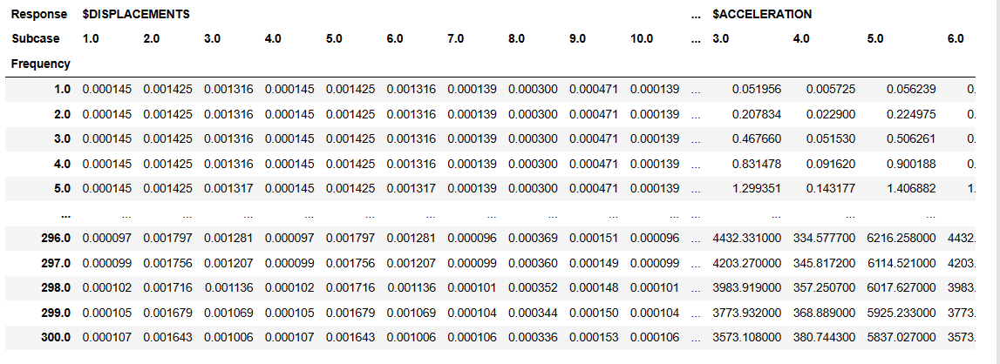 Response $DISPLACEMENTS ... $ACCELERATION
Subcase 1.0 2.0 3.0 4.0 5.0 6.0 7.0 8.0 9.0 10.0 ... 3.0 4.0 5.0 6.0
Frequency
1.0 0.000145 0.001425 0.001316 0.000145 0.001425 0.001316 0.000139 0.000300 0.000471 0.000139 ... 0.051956 0.005725 0.056239 0.
2.0 0.000145 0.001425 0.001316 0.000145 0.001425 0.001316 0.000139 0.000300 0.000471 0.000139 ... 0.207834 0.022900 0.224975 0.
3.0 0.000145 0.001425 0.001316 0.000145 0.001425 0.001316 0.000139 0.000300 0.000471 0.000139 ... 0.467660 0.051530 0.506261 0.
4.0 0.000145 0.001425 0.001316 0.000145 0.001425 0.001316 0.000139 0.000300 0.000471 0.000139 ... 0.831478 0.091620 0.900188 0.
5.0 0.000145 0.001425 0.001317 0.000145 0.001425 0.001317 0.000139 0.000300 0.000471 0.000139 ... 1.299351 0.143177 1.406882 1.
... ... ... ... ... ... ... ... ... ... ... ... ... ... ...
296.0 0.000097 0.001797 0.001281 0.000097 0.001797 0.001281 0.000096 0.000369 0.000151 0.000096 ... 4432.331000 334.577700 6216.258000 4432.
297.0 0.000099 0.001756 0.001207 0.000099 0.001756 0.001207 0.000099 0.000360 0.000149 0.000099 ... 4203.270000 345.817200 6114.521000 4203.
298.0 0.000102 0.001716 0.001136 0.000102 0.001716 0.001136 0.000101 0.000352 0.000148 0.000101 ... 3983.919000 357.250700 6017.627000 3983.
299.0 0.000105 0.001679 0.001069 0.000105 0.001679 0.001069 0.000104 0.000344 0.000150 0.000104 ... 3773.932000 368.889000 5925.233000 3773.
300.0 0.000107 0.001643 0.001006 0.000107 0.001643 0.001006 0.000106 0.000336 0.000153 0.000106 ... 3573.108000 380.744300 5837.027000 3573.